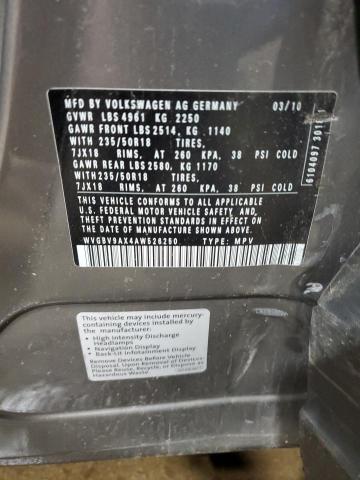 MFD. BY VOLKSWAGEN AG GERMANY 03/10
GVWR LBS 4961 KG 2250
GAWR FRONT LBS 2514, KG 1140
WITH 235/50R18 TIRES,
7JX18 RIMS, AT 260 KPA, 38 PSI COLD
GAWR REAR LBS 2580, KG 1170
WITH 235/50R18 TIRES,
7JX18 RIMS, AT 260 KPA, 38 PSI COLD
THIS VEHICLE CONFORMS TO ALL APPLICABLE
U.S. FEDERAL MOTOR VEHICLE SAFETY, AND
THEFT PREVENTION STANDARDS IN EFFECT ON
THE DATE OF MANUFACTURE SHOWN ABOVE.
WVGBV9AX4AW526250 TYPE: MPV
6104097
This vehicle may include mercury-
containing devices installed by
the manufacturer:
• High Intensity Discharge
Headlamps
• Navigation Display
• Back-Lit Infotainment Display
Remove Devices Before Vehicle
Disposal. Upon Removal of Devices
Please Reuse, Recycle, or Dispose as
Hazardous Waste